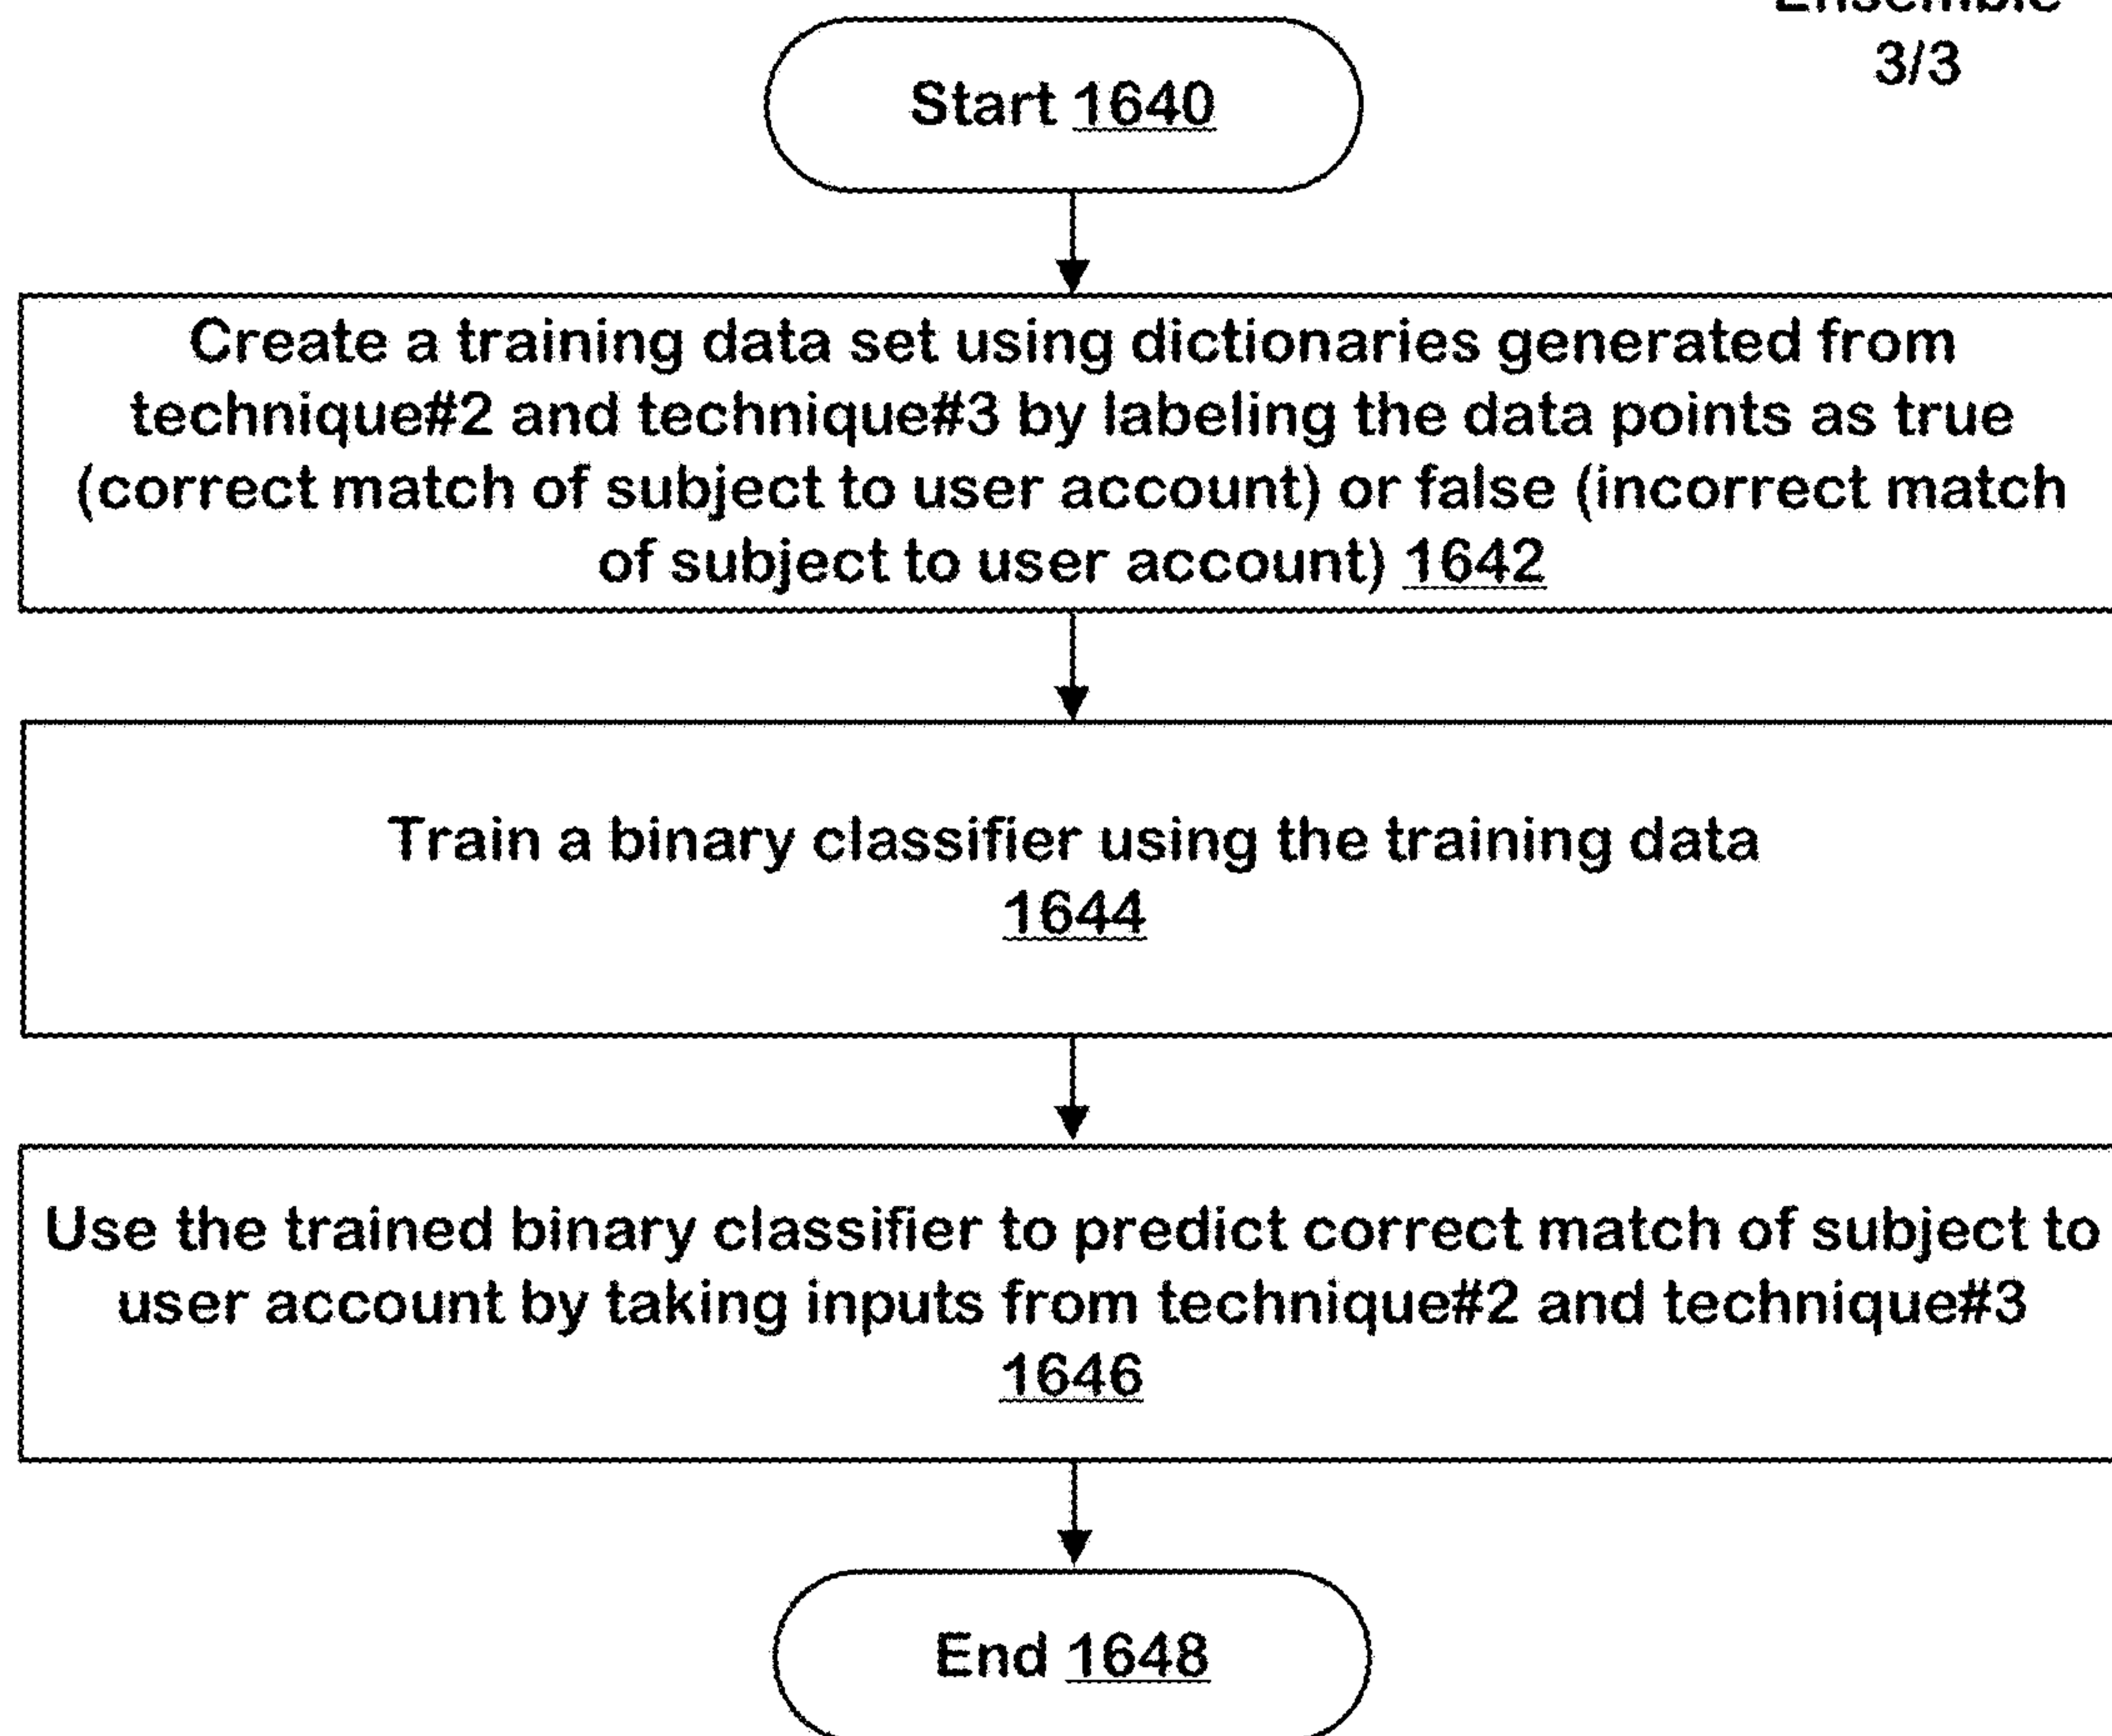 Ensemble
3/3
Start 1640
Create a training data set using dictionaries generated from
technique#2 and technique#3 by labeling the data points as true
(correct match of subject to user account) or false (incorrect match
of subject to user account) 1642
Train a binary classifier using the training data
1644
Use the trained binary classifier to predict correct match of subject to
user account by taking inputs from technique#2 and technique#3
1646
End 1648